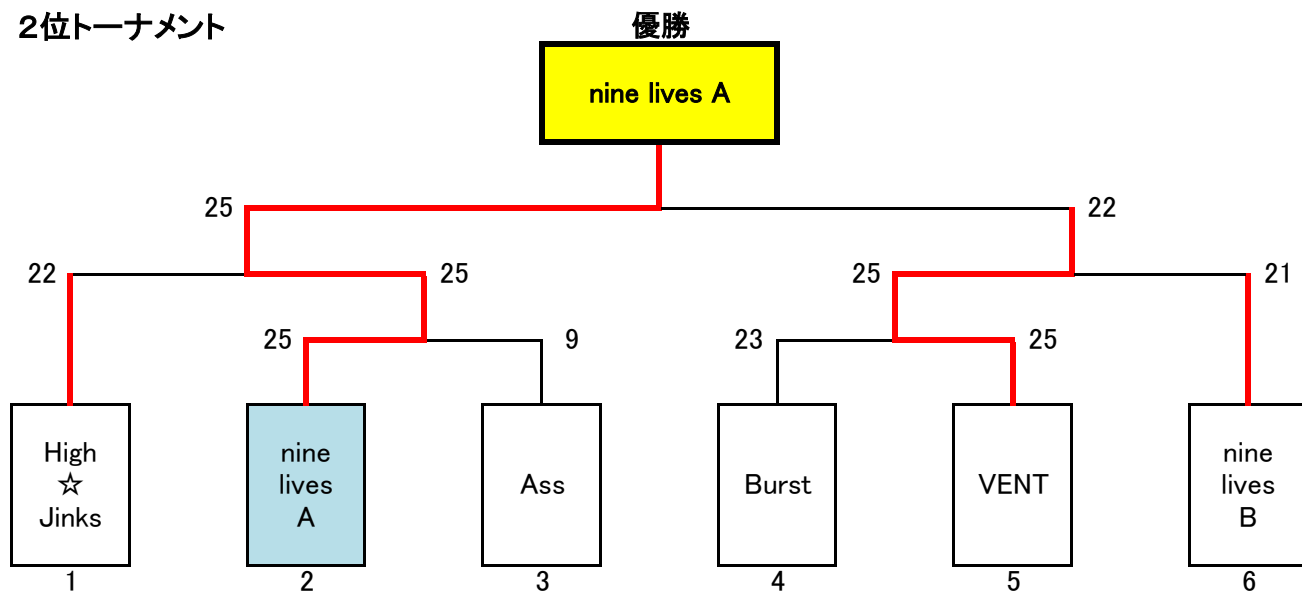 ２位トーナメント
優勝
nine lives A
25
22
22
25
25
21
25
9
23
25
High
☆
Jinks
nine
lives
A
Ass
Burst
VENT
nine
lives
B
1
2
3
4
5
6